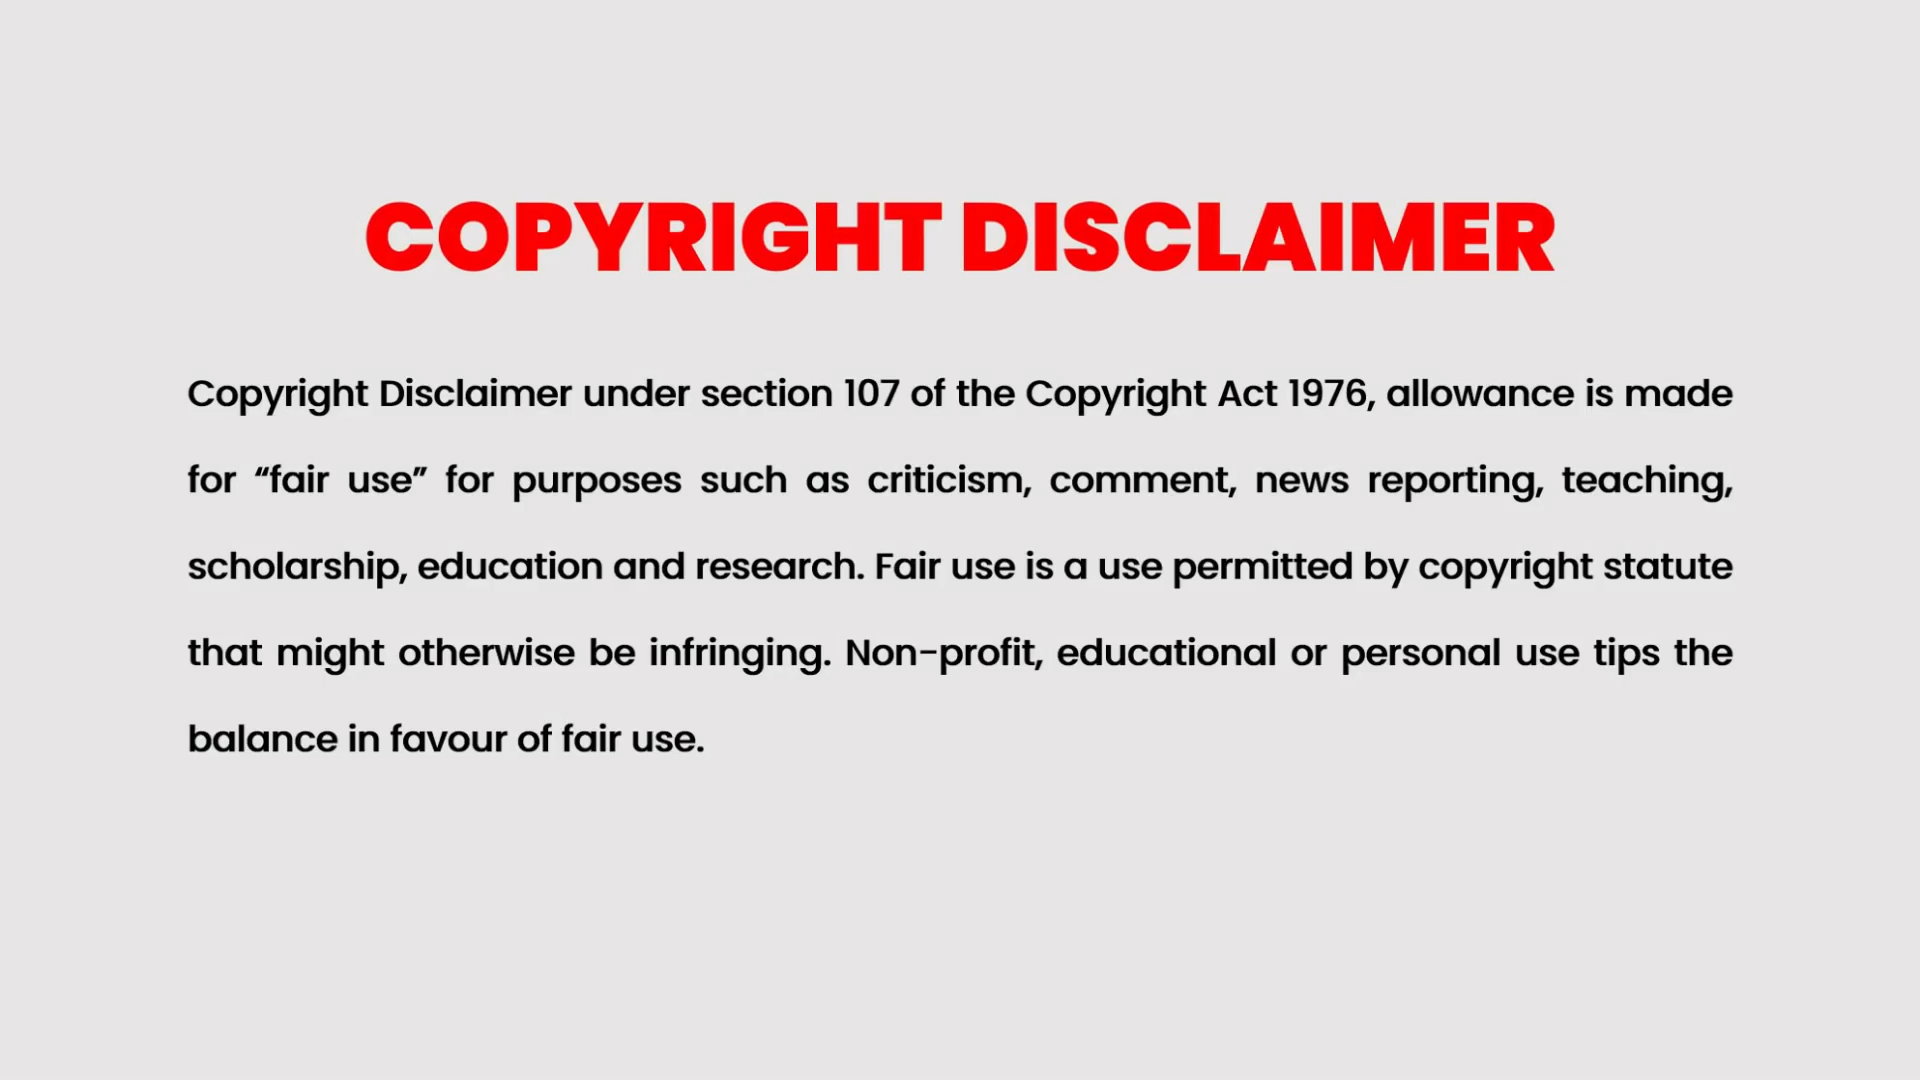 COPYRIGHT DISCLAIMER
Copyright Disclaimer under section 107 of the Copyright Act 1976, allowance is made
for “fair use” for purposes such as criticism, comment, news reporting, teaching,
scholarship, education and research. Fair use is a use permitted by copyright statute
that might otherwise be infringing. Non-profit, educational or personal use tips the
balance in favour of fair use.